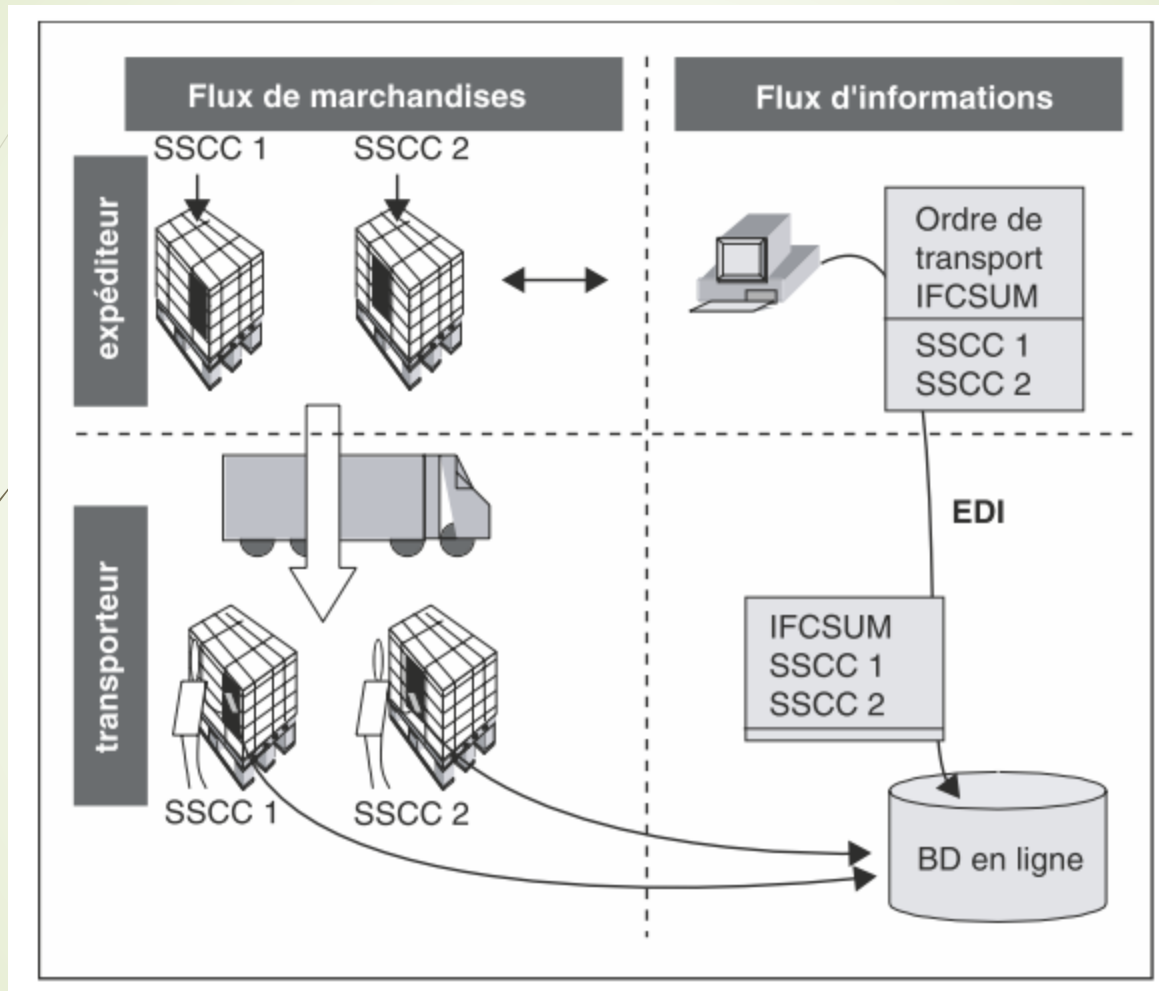 Flux de marchandises
Flux d'informations
SSCC 1
SSCC 2
expéditeur
Ordre de
transport
IFCSUM
SSCC 1
SSCC 2
EDI
transporteur
IFCSUM
SSCC 1
SSCC 2
SSCC 1
SSCC 2
BD en ligne